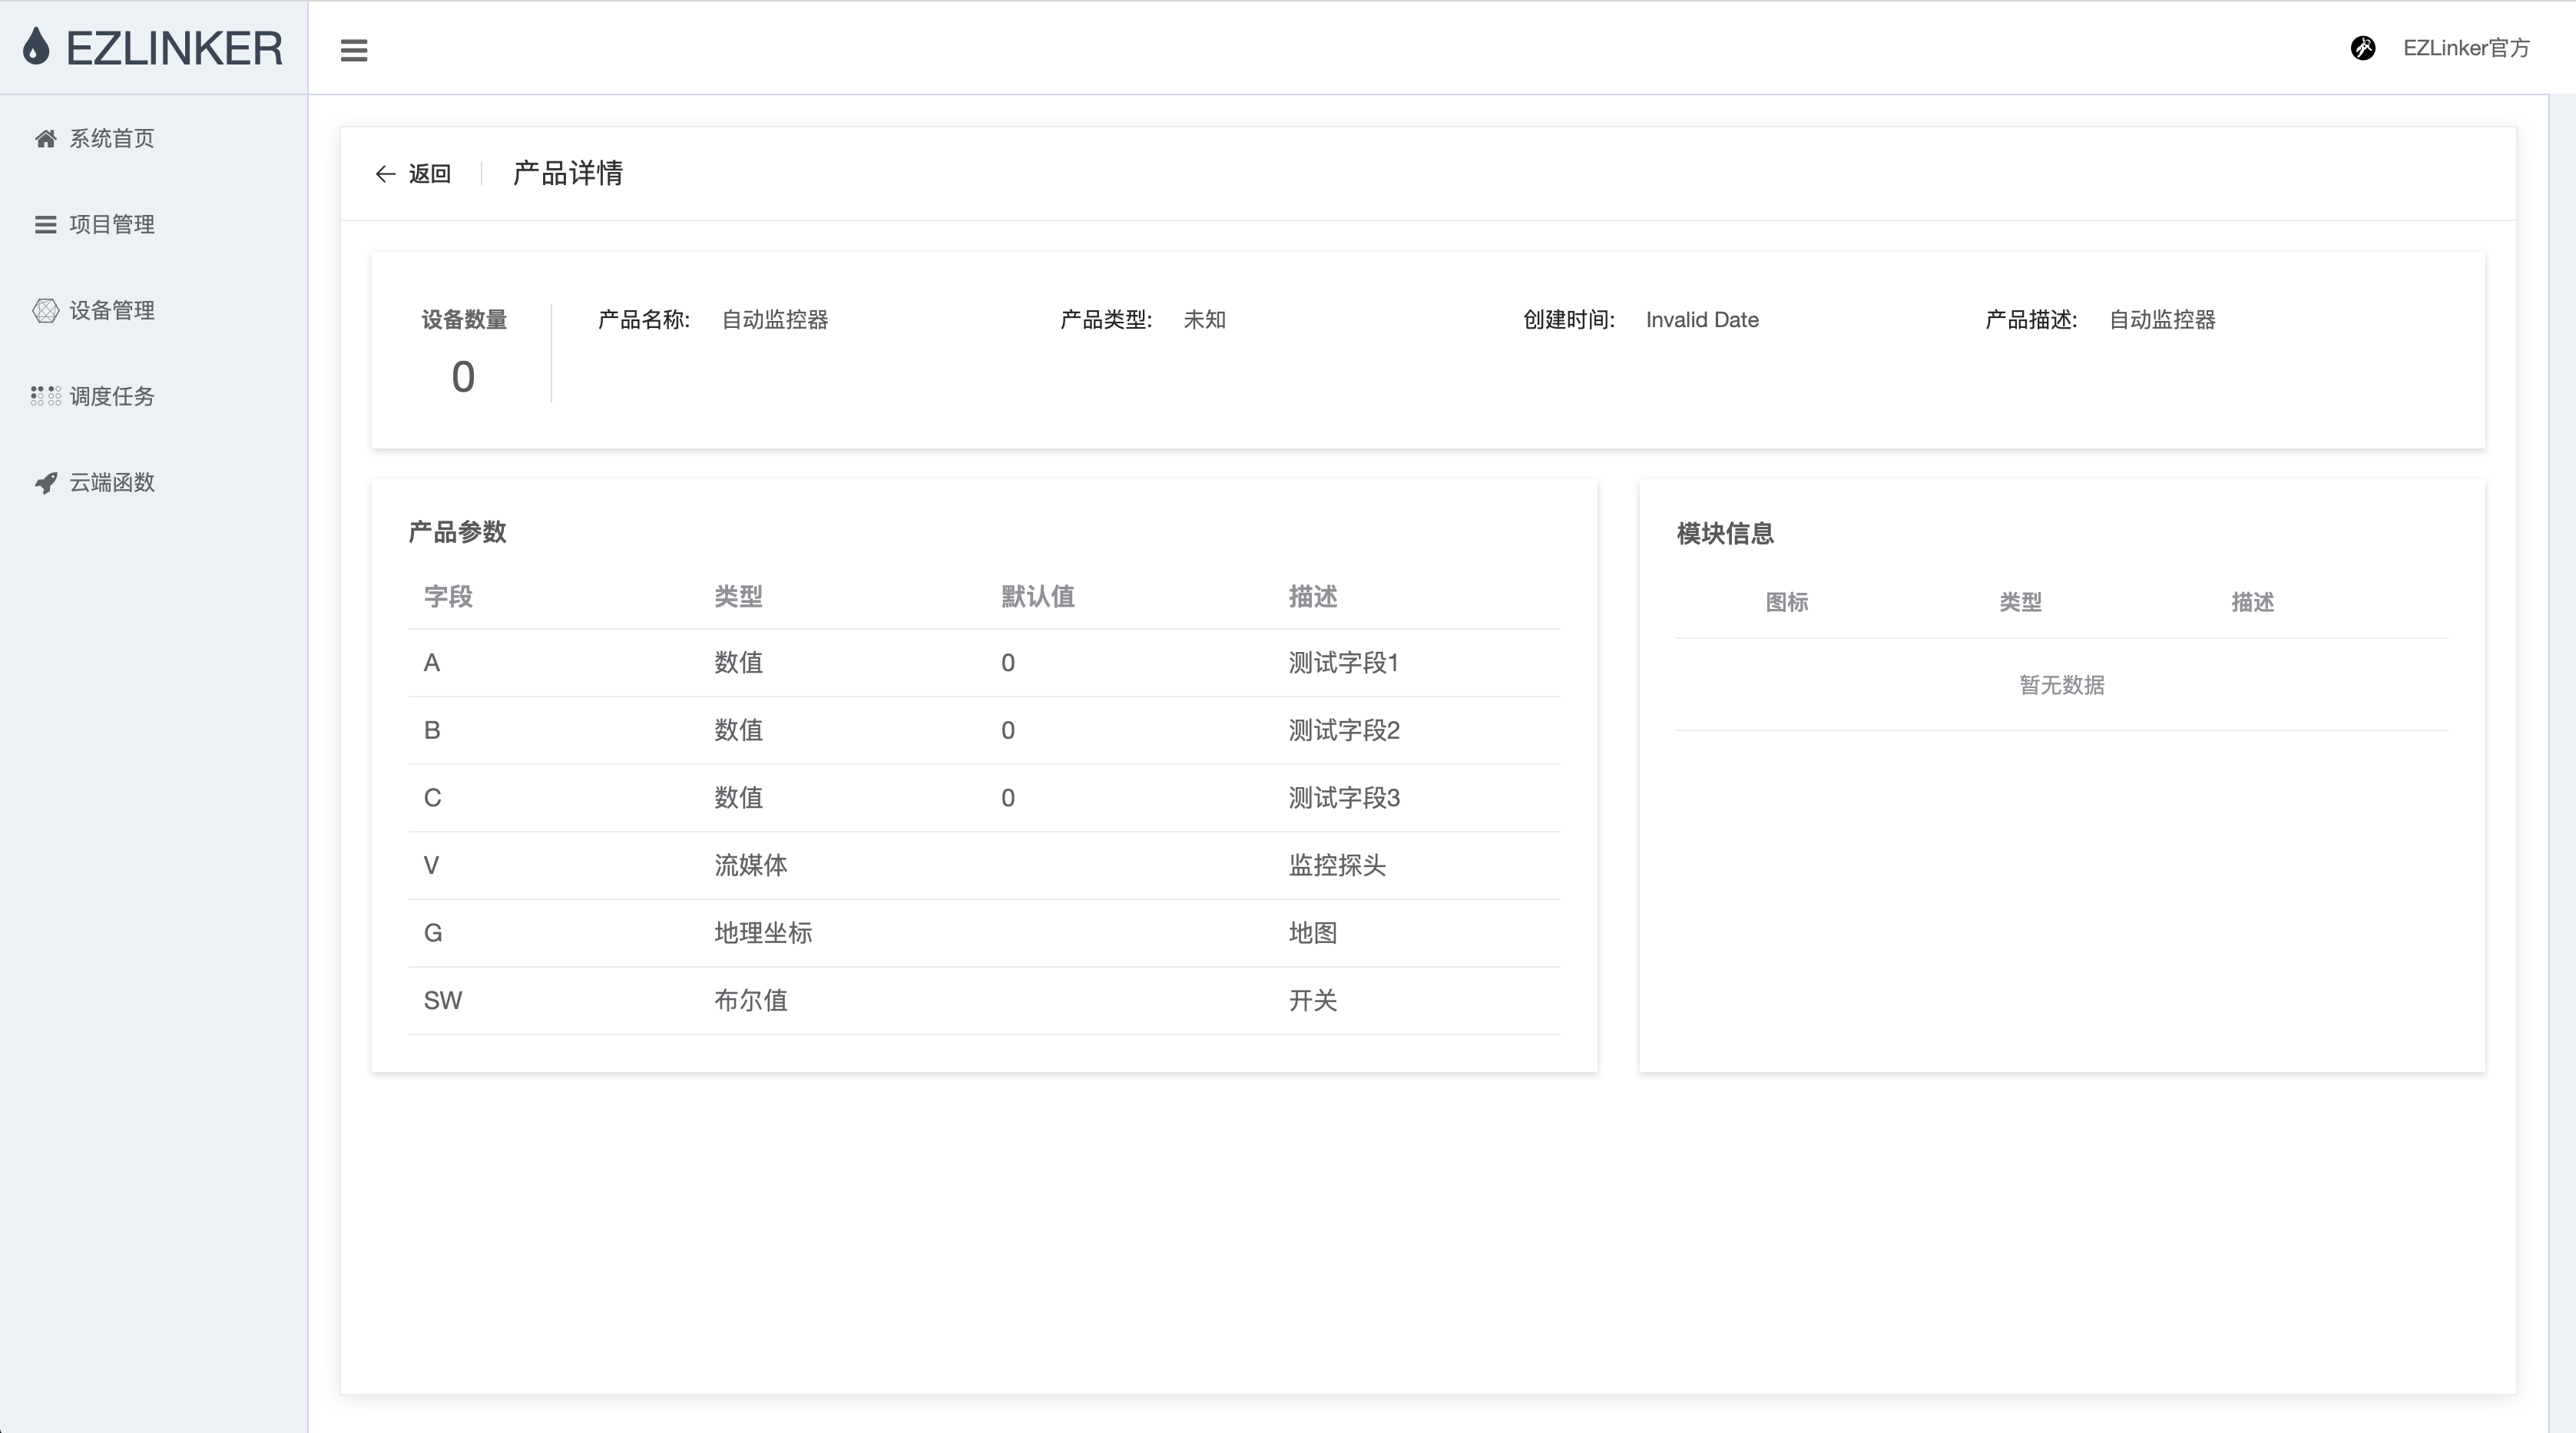 EZLINKER
EZLinker官方
系统首页
项目管理
设备管理
调度任务
云端函数
返回 产品详情
设备数量
0
产品名称: 自动监控器 产品类型: 未知 创建时间: Invalid Date 产品描述: 自动监控器
产品参数
字段 类型 默认值 描述
A 数值 0 测试字段1
B 数值 0 测试字段2
C 数值 0 测试字段3
V 流媒体 监控探头
G 地理坐标 地图
SW 布尔值 开关
模块信息
图标 类型 描述
暂无数据